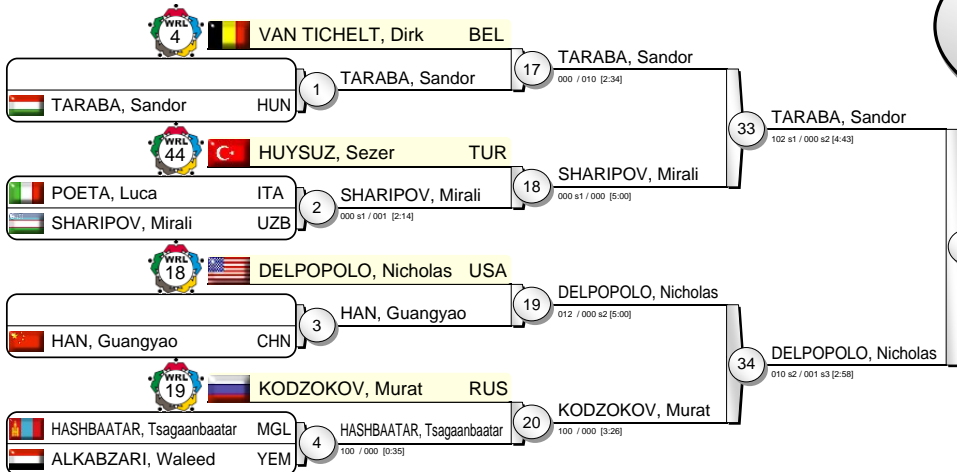 WRL
4
VAN TICHELT, Dirk BEL
TARABA, Sandor HUN
1
TARABA, Sandor
17
TARABA, Sandor
000 / 010 [2:34]
WRL
44
HUYSUZ, Sezer TUR
POETA, Luca ITA
SHARIPOV, Mirali UZB
2
SHARIPOV, Mirali
000 s1 / 001 [2:14]
18
SHARIPOV, Mirali
000 s1 / 000 [5:00]
33
TARABA, Sandor
102 s1 / 000 s2 [4:43]
WRL
18
DELPOPOLO, Nicholas USA
HAN, Guangyao CHN
3
HAN, Guangyao
19
DELPOPOLO, Nicholas
012 / 000 s2 [5:00]
WRL
19
KODZOKOV, Murat RUS
HASHBAATAR, Tsagaanbaatar MGL
ALKABZARI, Waleed YEM
4
HASHBAATAR, Tsagaanbaatar
100 / 000 [0:35]
20
KODZOKOV, Murat
100 / 000 [3:26]
34
DELPOPOLO, Nicholas
010 s2 / 001 s3 [2:58]